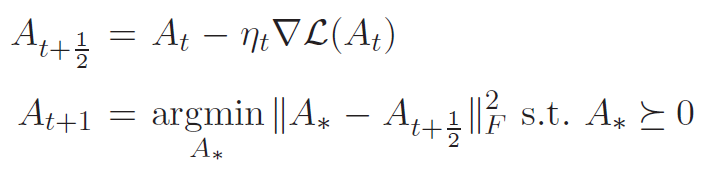 $A_{t+\frac{1}{2}} = A_t - \eta_t \nabla \mathcal{L}(A_t)$
$A_{t+1} = \underset{A_*}{\operatorname{argmin}} \|A_* - A_{t+\frac{1}{2}}\|_F^2 \text{ s.t. } A_* \succeq 0$